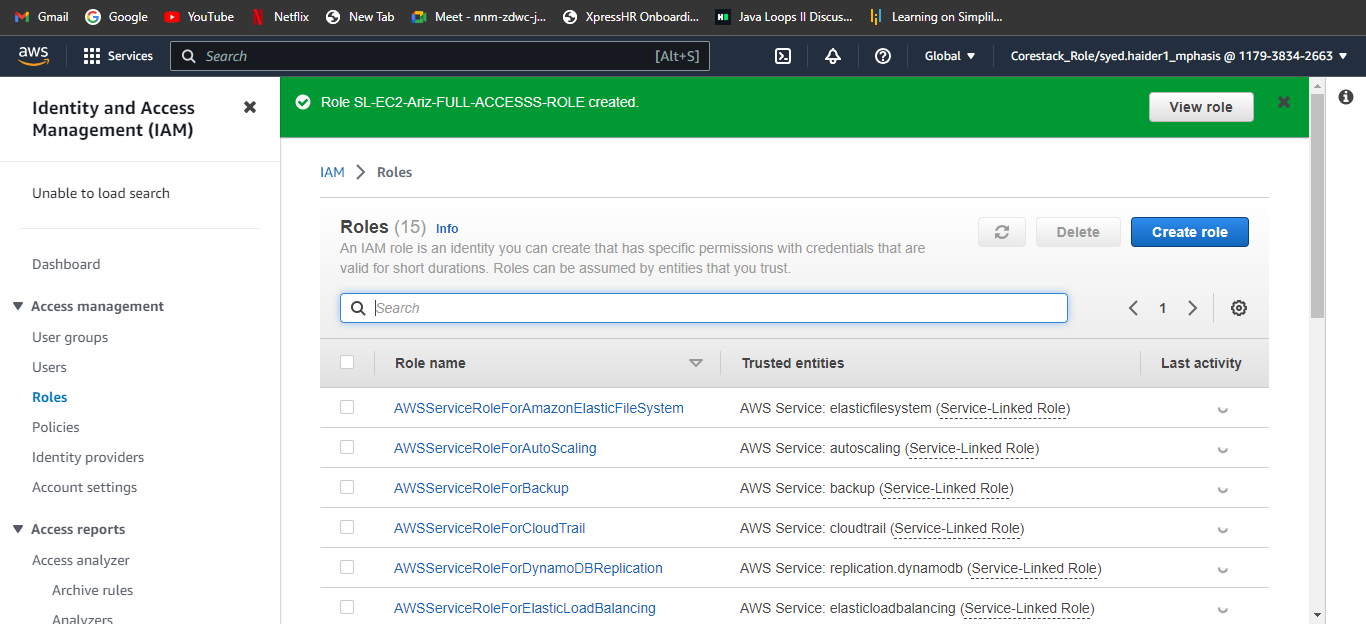 Gmail Google YouTube Netflix New Tab Meet - nnm-zdwc-j... XpressHR Onboardi... Java Loops II Discus... Learning on Simplil...
aws Services Search [Alt+S] Global Corestack_Role/syed.haider1_mphasis @ 1179-3834-2663
Identity and Access
Management (IAM)
Unable to load search
Dashboard
Access management
User groups
Users
Roles
Policies
Identity providers
Account settings
Access reports
Access analyzer
Archive rules
Analyzers
Role SL-EC2-Ariz-FULL-ACCESSS-ROLE created.
View role
IAM Roles
Roles (15) Info
An IAM role is an identity you can create that has specific permissions with credentials that are
valid for short durations. Roles can be assumed by entities that you trust.
Delete
Create role
Search
1
Role name Trusted entities Last activity
AWSServiceRoleForAmazonElasticFileSystem AWS Service: elasticfilesystem (Service-Linked Role)
AWSServiceRoleForAutoScaling AWS Service: autoscaling (Service-Linked Role)
AWSServiceRoleForBackup AWS Service: backup (Service-Linked Role)
AWSServiceRoleForCloudTrail AWS Service: cloudtrail (Service-Linked Role)
AWSServiceRoleForDynamoDBReplication AWS Service: replication.dynamodb (Service-Linked Role)
AWSServiceRoleForElasticLoadBalancing AWS Service: elasticloadbalancing (Service-Linked Role)